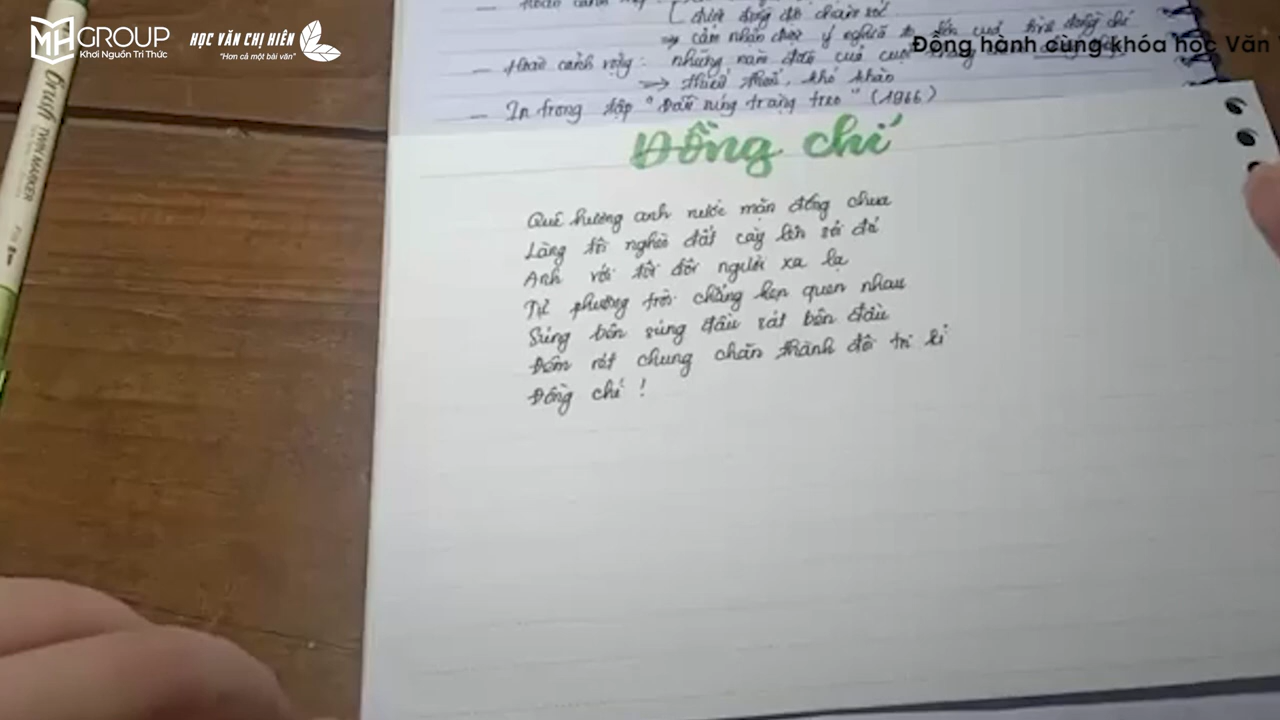 MH GROUP
Khơi Nguồn Tri Thức
HỌC VĂN CHỊ HIÊN
"Hơn cả một bài văn"
Đồng hành cùng khóa học Văn
Brush
TWIN MARKER
→ cảm nhận được ý nghĩa
- Hoàn cảnh rộng: những năm đầu của cuộc
→ thiếu thốn, khó khăn
- In trong tập "Đầu súng trăng treo" (1966)
Đồng chí
Quê hương anh nước mặn đồng chua
Làng tôi nghèo đất cày lên sỏi đá
Anh với tôi đôi người xa lạ
Tự phương trời chẳng hẹn quen nhau
Súng bên súng đầu sát bên đầu
Đêm rét chung chăn thành đôi tri kỉ
Đồng chí !